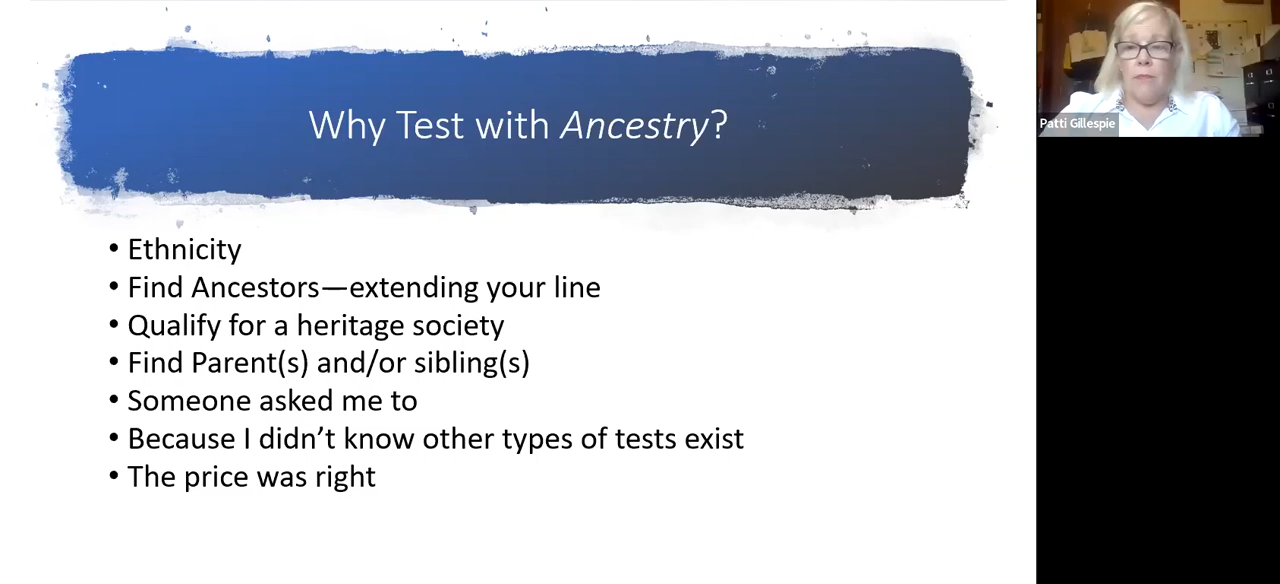 Why Test with Ancestry?
• Ethnicity
• Find Ancestors—extending your line
• Qualify for a heritage society
• Find Parent(s) and/or sibling(s)
• Someone asked me to
• Because I didn’t know other types of tests exist
• The price was right
Patti Gillespie